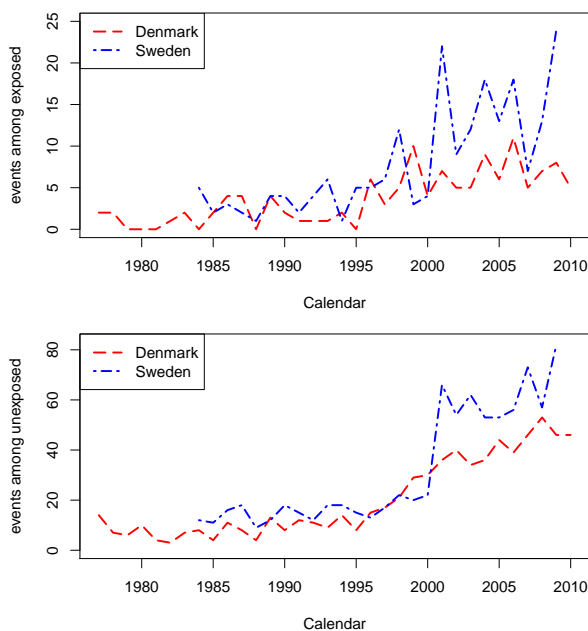 events among exposed
25
20
15
10
5
0
Denmark
Sweden
1980 1985 1990 1995 2000 2005 2010
Calendar
events among unexposed
80
60
40
20
0
Denmark
Sweden
1980 1985 1990 1995 2000 2005 2010
Calendar